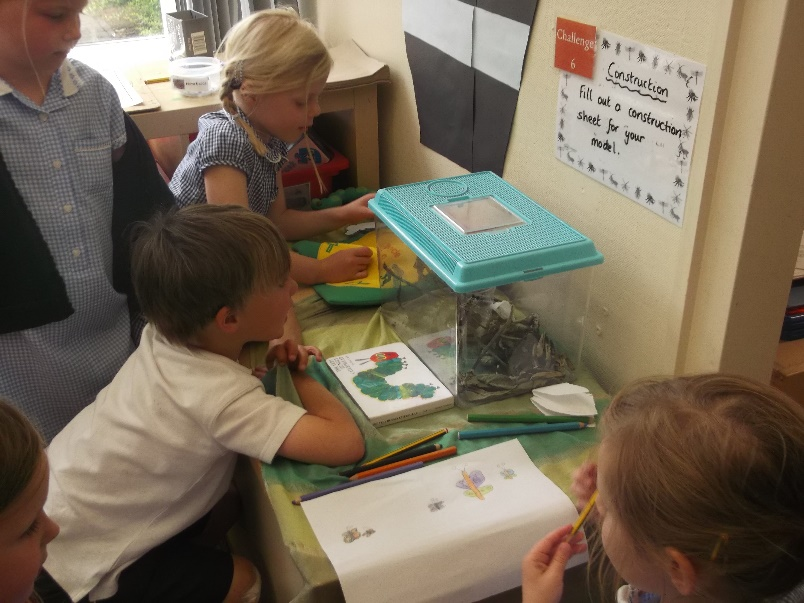 Challenge
6
Construction
Fill out a construction
sheet for your
model.